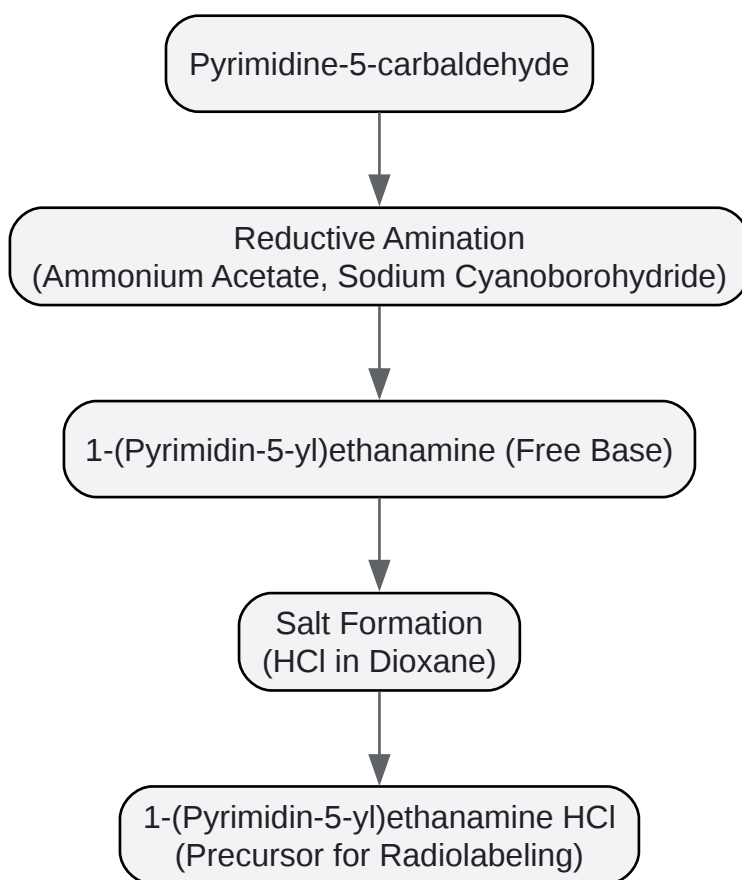 Pyrimidine-5-carbaldehyde
Reductive Amination
(Ammonium Acetate, Sodium Cyanoborohydride)
1-(Pyrimidin-5-yl)ethanamine (Free Base)
Salt Formation
(HCl in Dioxane)
1-(Pyrimidin-5-yl)ethanamine HCl
(Precursor for Radiolabeling)